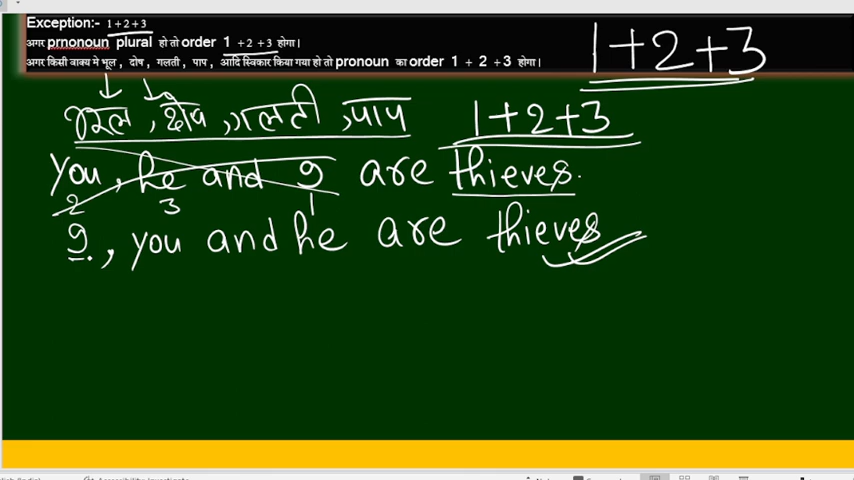 Exception:- 1+2+3
अगर prnonoun plural हो तो order 1 +2+3 होगा।
अगर किसी वाक्य मे भूल , दोष , गलती , पाप , आदि स्विकार किया गया हो तो pronoun का order 1 + 2 +3 होगा।
1+2+3
भूल , दोष , गलती , पाप 1+2+3
You, he and I are thieves.
2 3 1
I, you and he are thieves